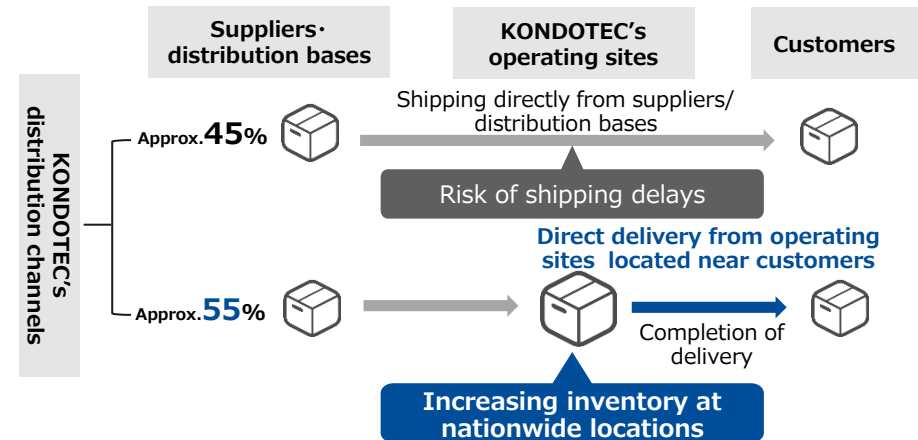 Suppliers･
distribution bases
KONDOTEC's
operating sites
Customers
KONDOTEC's
distribution channels
Approx.45%
Shipping directly from suppliers/
distribution bases
Risk of shipping delays
Approx.55%
Direct delivery from operating
sites located near customers
Completion of
delivery
Increasing inventory at
nationwide locations